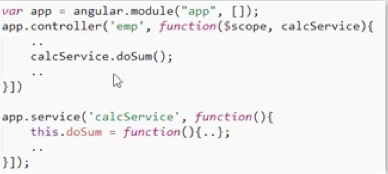 var app = angular.module("app", []);
app.controller('emp', function($scope, calcService){
..
calcService.doSum();
..
}])
app.service('calcService', function(){
this.doSum = function(){..};
..
}]);